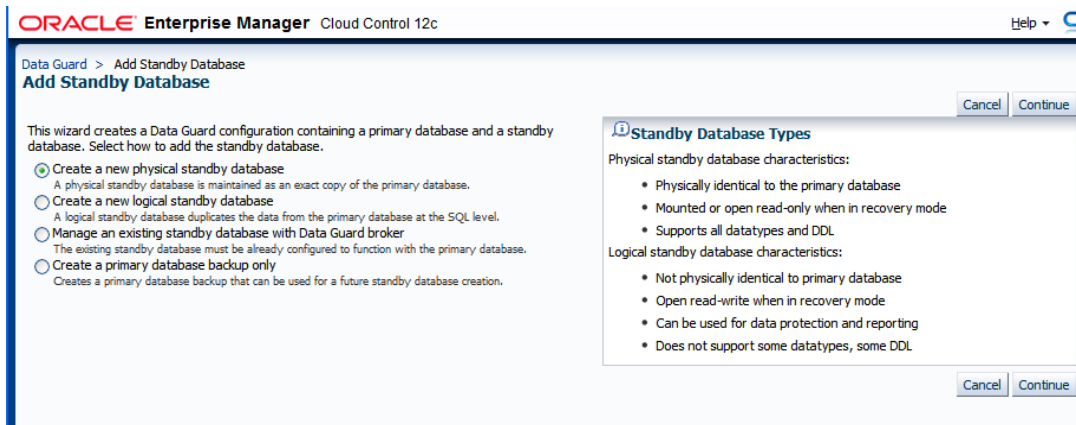 ORACLE Enterprise Manager Cloud Control 12c
Help
Data Guard > Add Standby Database
Add Standby Database
Cancel Continue
This wizard creates a Data Guard configuration containing a primary database and a standby
database. Select how to add the standby database.
Create a new physical standby database
A physical standby database is maintained as an exact copy of the primary database.
Create a new logical standby database
A logical standby database duplicates the data from the primary database at the SQL level.
Manage an existing standby database with Data Guard broker
The existing standby database must be already configured to function with the primary database.
Create a primary database backup only
Creates a primary database backup that can be used for a future standby database creation.
Standby Database Types
Physical standby database characteristics:
• Physically identical to the primary database
• Mounted or open read-only when in recovery mode
• Supports all datatypes and DDL
Logical standby database characteristics:
• Not physically identical to primary database
• Open read-write when in recovery mode
• Can be used for data protection and reporting
• Does not support some datatypes, some DDL
Cancel Continue